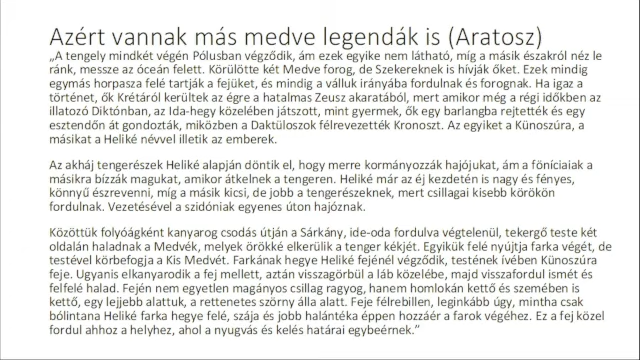 Azért vannak más medve legendák is (Aratosz)
„A tengely mindkét végén Pólusban végződik, ám ezek egyike nem látható, míg a másik északról néz le
ránk, messze az óceán felett. Körülötte két Medve forog, de Szekereknek is hívják őket. Ezek mindig
egymás horpasza felé tartják a fejüket, és mindig a válluk irányába fordulnak és forognak. Ha igaz a
történet, ők Krétáról kerültek az égre a hatalmas Zeusz akaratából, mert amikor még a régi időkben az
illatozó Diktónban, az Ida-hegy közelében játszott, mint gyermek, ők egy barlangba rejtették és egy
esztendőn át gondozták, miközben a Daktüloszok félrevezették Kronoszt. Az egyiket a Künoszúra, a
másikat a Heliké névvel illetik az emberek.
Az akháj tengerészek Heliké alapján döntik el, hogy merre kormányozzák hajójukat, ám a föníciaiak a
másikra bízzák magukat, amikor átkelnek a tengeren. Heliké már az éj kezdetén is nagy és fényes,
könnyű észrevenni, míg a másik kicsi, de jobb a tengerészeknek, mert csillagai kisebb körökön
fordulnak. Vezetésével a szidóniak egyenes úton hajóznak.
Közöttük folyóágként kanyarog csodás útján a Sárkány, ide-oda fordulva végtelenül, tekergő teste két
oldalán haladnak a Medvék, melyek örökké elkerülik a tenger kékjét. Egyikük felé nyújtja farka végét, de
testével körbefogja a Kis Medvét. Farkának hegye Heliké fejénél végződik, testének ívében Künoszúra
feje. Ugyanis elkanyarodik a fej mellett, aztán visszagörbül a láb közelébe, majd visszafordul ismét és
felfelé halad. Fején nem egyetlen magányos csillag ragyog, hanem homlokán kettő és szemében is
kettő, egy lejjebb alattuk, a rettenetes szörny álla alatt. Feje félrebillen, leginkább úgy, mintha csak
bólintana Heliké farka hegye felé, szája és jobb halántéka éppen hozzáér a farok végéhez. Ez a fej közel
fordul ahhoz a helyhez, ahol a nyugvás és kelés határai egybeérnek.”